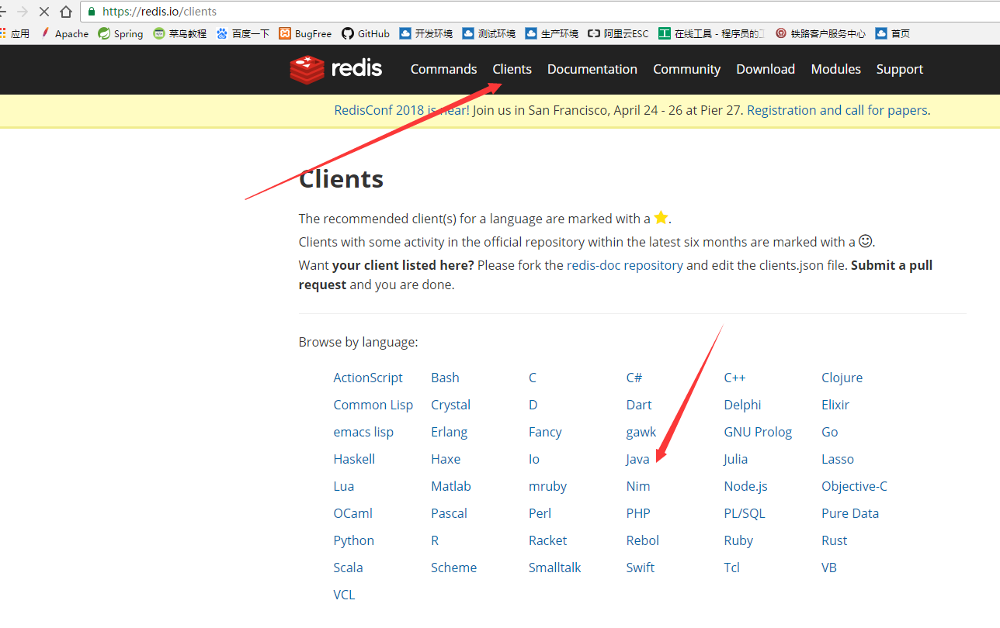 https://redis.io/clients
应用 Apache Spring 菜鸟教程 百度一下 BugFree GitHub 开发环境 测试环境 生产环境 阿里云ESC 在线工具 - 程序员的 铁路客户服务中心 首页
redis Commands Clients Documentation Community Download Modules Support
RedisConf 2018 is near! Join us in San Francisco, April 24 - 26 at Pier 27. Registration and call for papers.
Clients
The recommended client(s) for a language are marked with a ⭐.
Clients with some activity in the official repository within the latest six months are marked with a ☺.
Want your client listed here? Please fork the redis-doc repository and edit the clients.json file. Submit a pull
request and you are done.
Browse by language:
ActionScript Bash C C# C++ Clojure
Common Lisp Crystal D Dart Delphi Elixir
emacs lisp Erlang Fancy gawk GNU Prolog Go
Haskell Haxe Io Java Julia Lasso
Lua Matlab mruby Nim Node.js Objective-C
OCaml Pascal Perl PHP PL/SQL Pure Data
Python R Racket Rebol Ruby Rust
Scala Scheme Smalltalk Swift Tcl VB
VCL